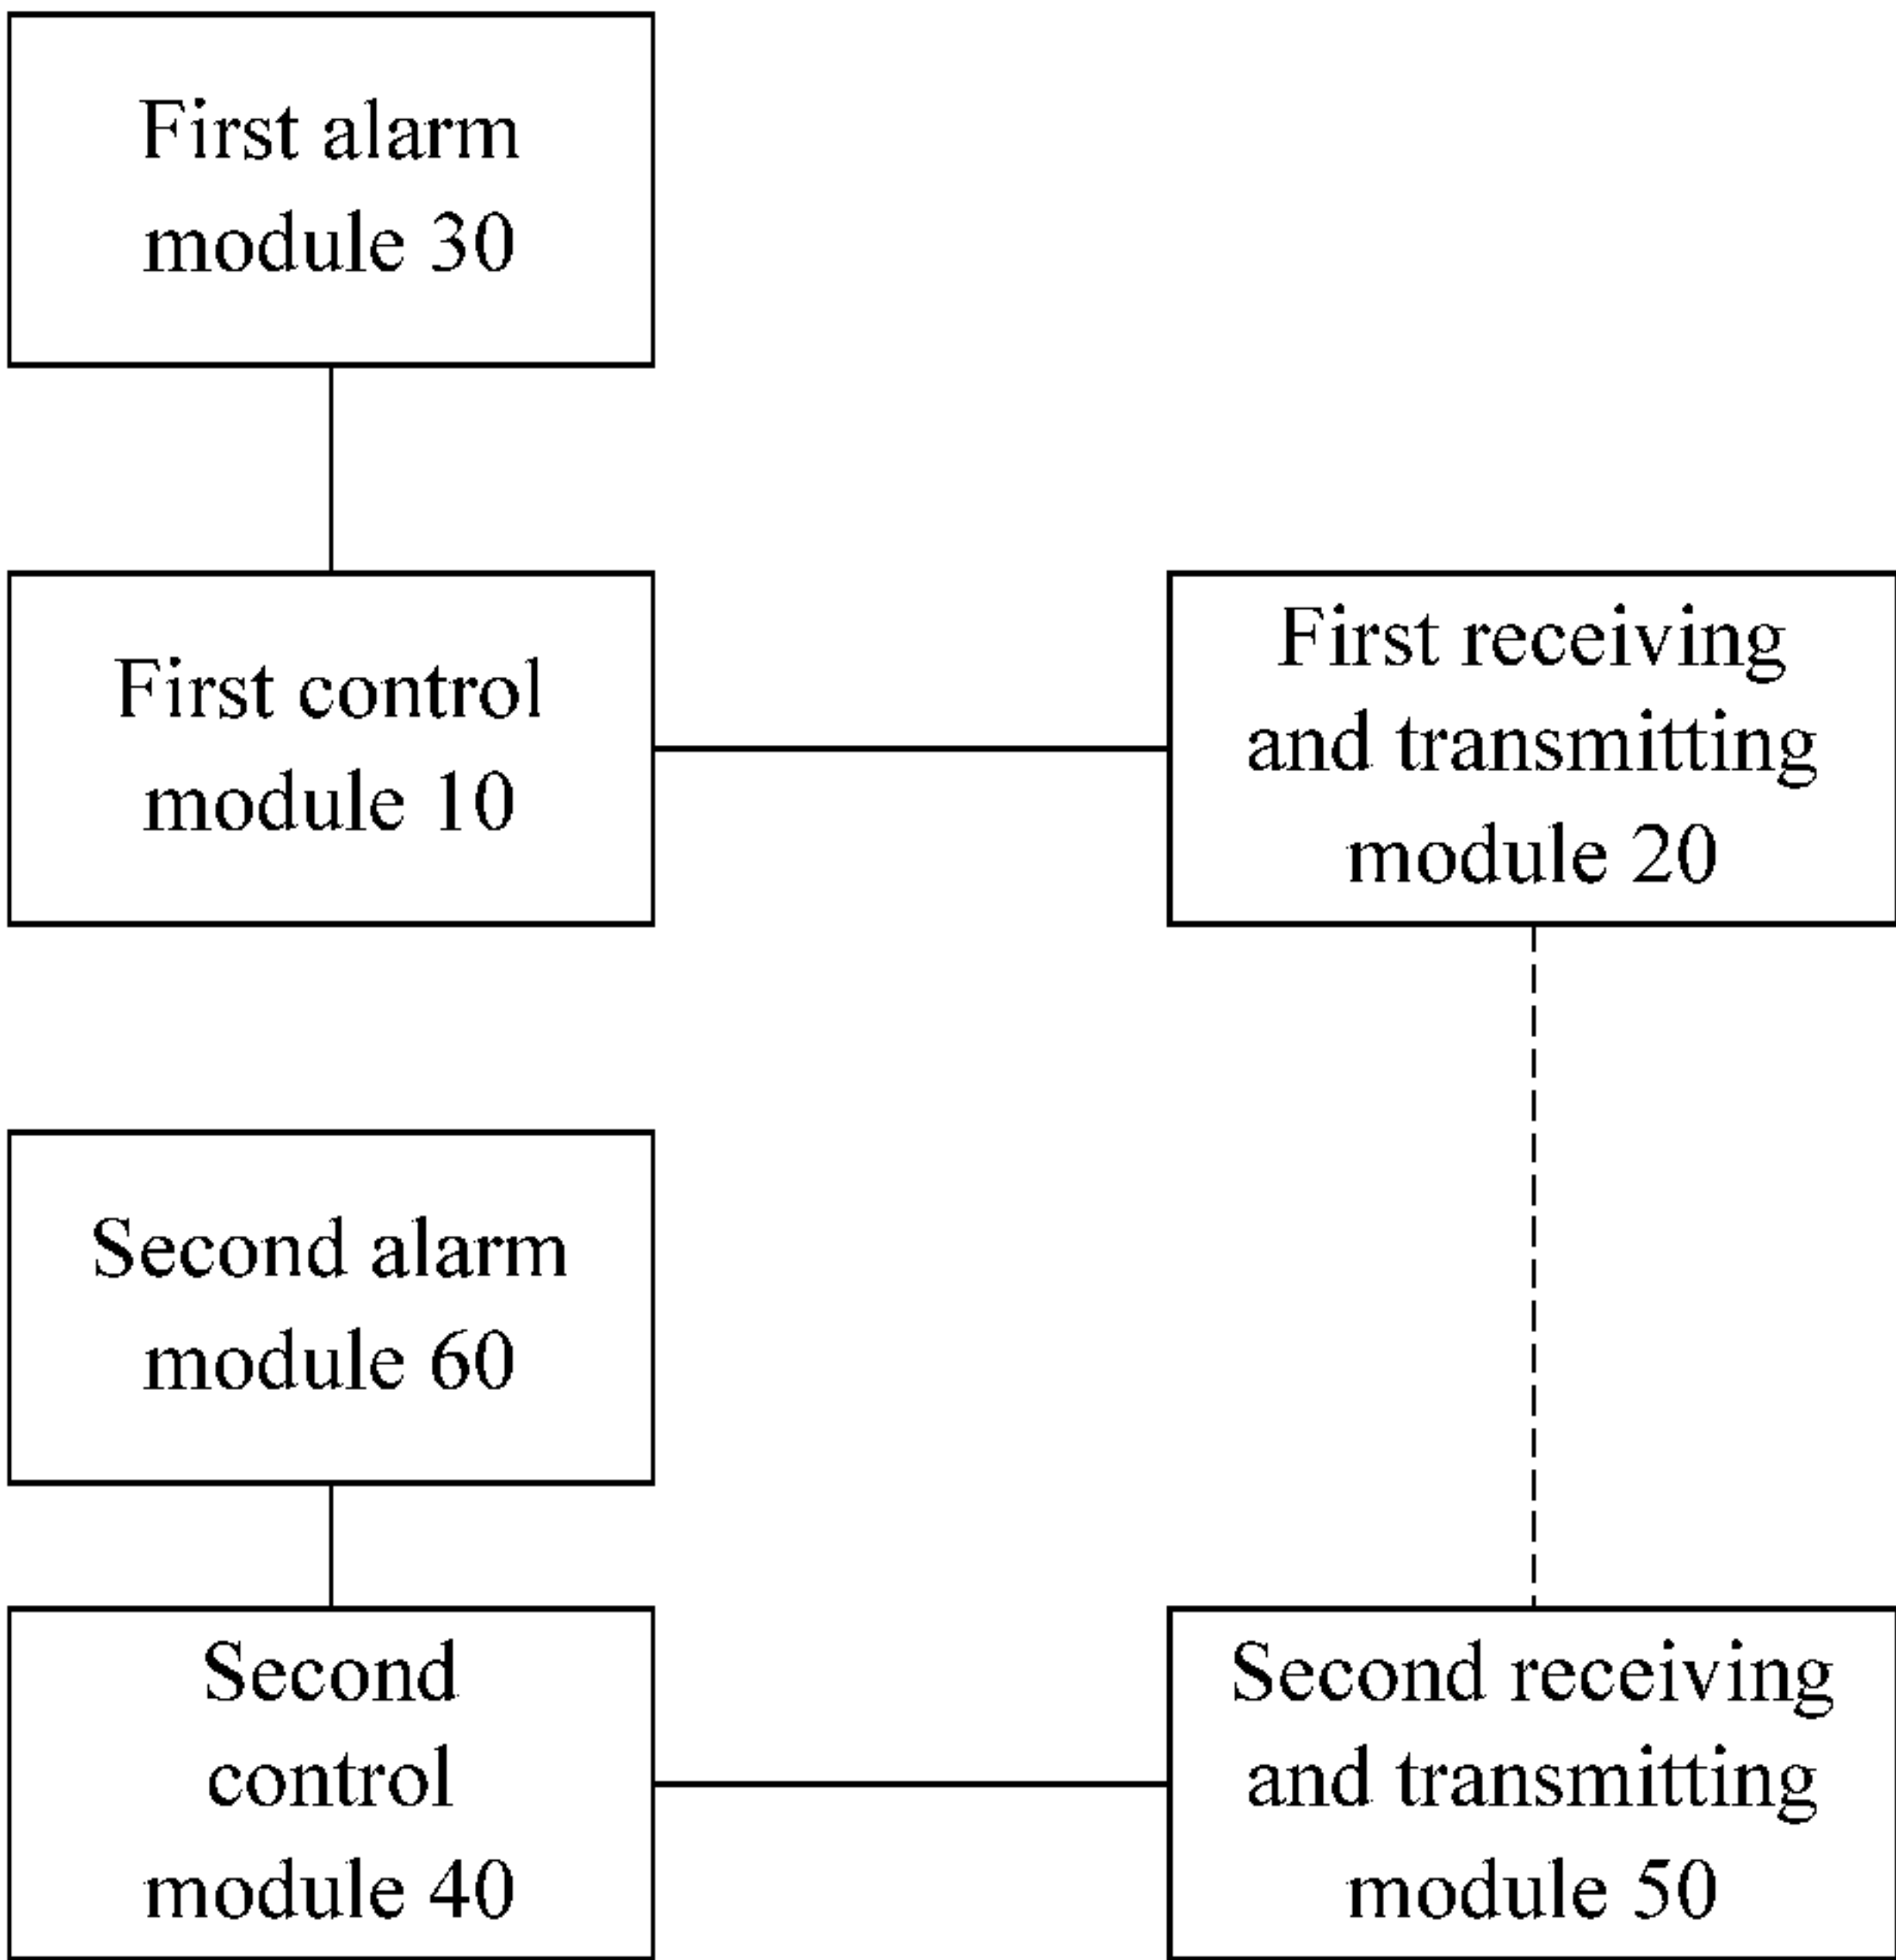 First alarm
module 30
First control
module 10
First receiving
and transmitting
module 20
Second alarm
module 60
Second
control
module 40
Second receiving
and transmitting
module 50